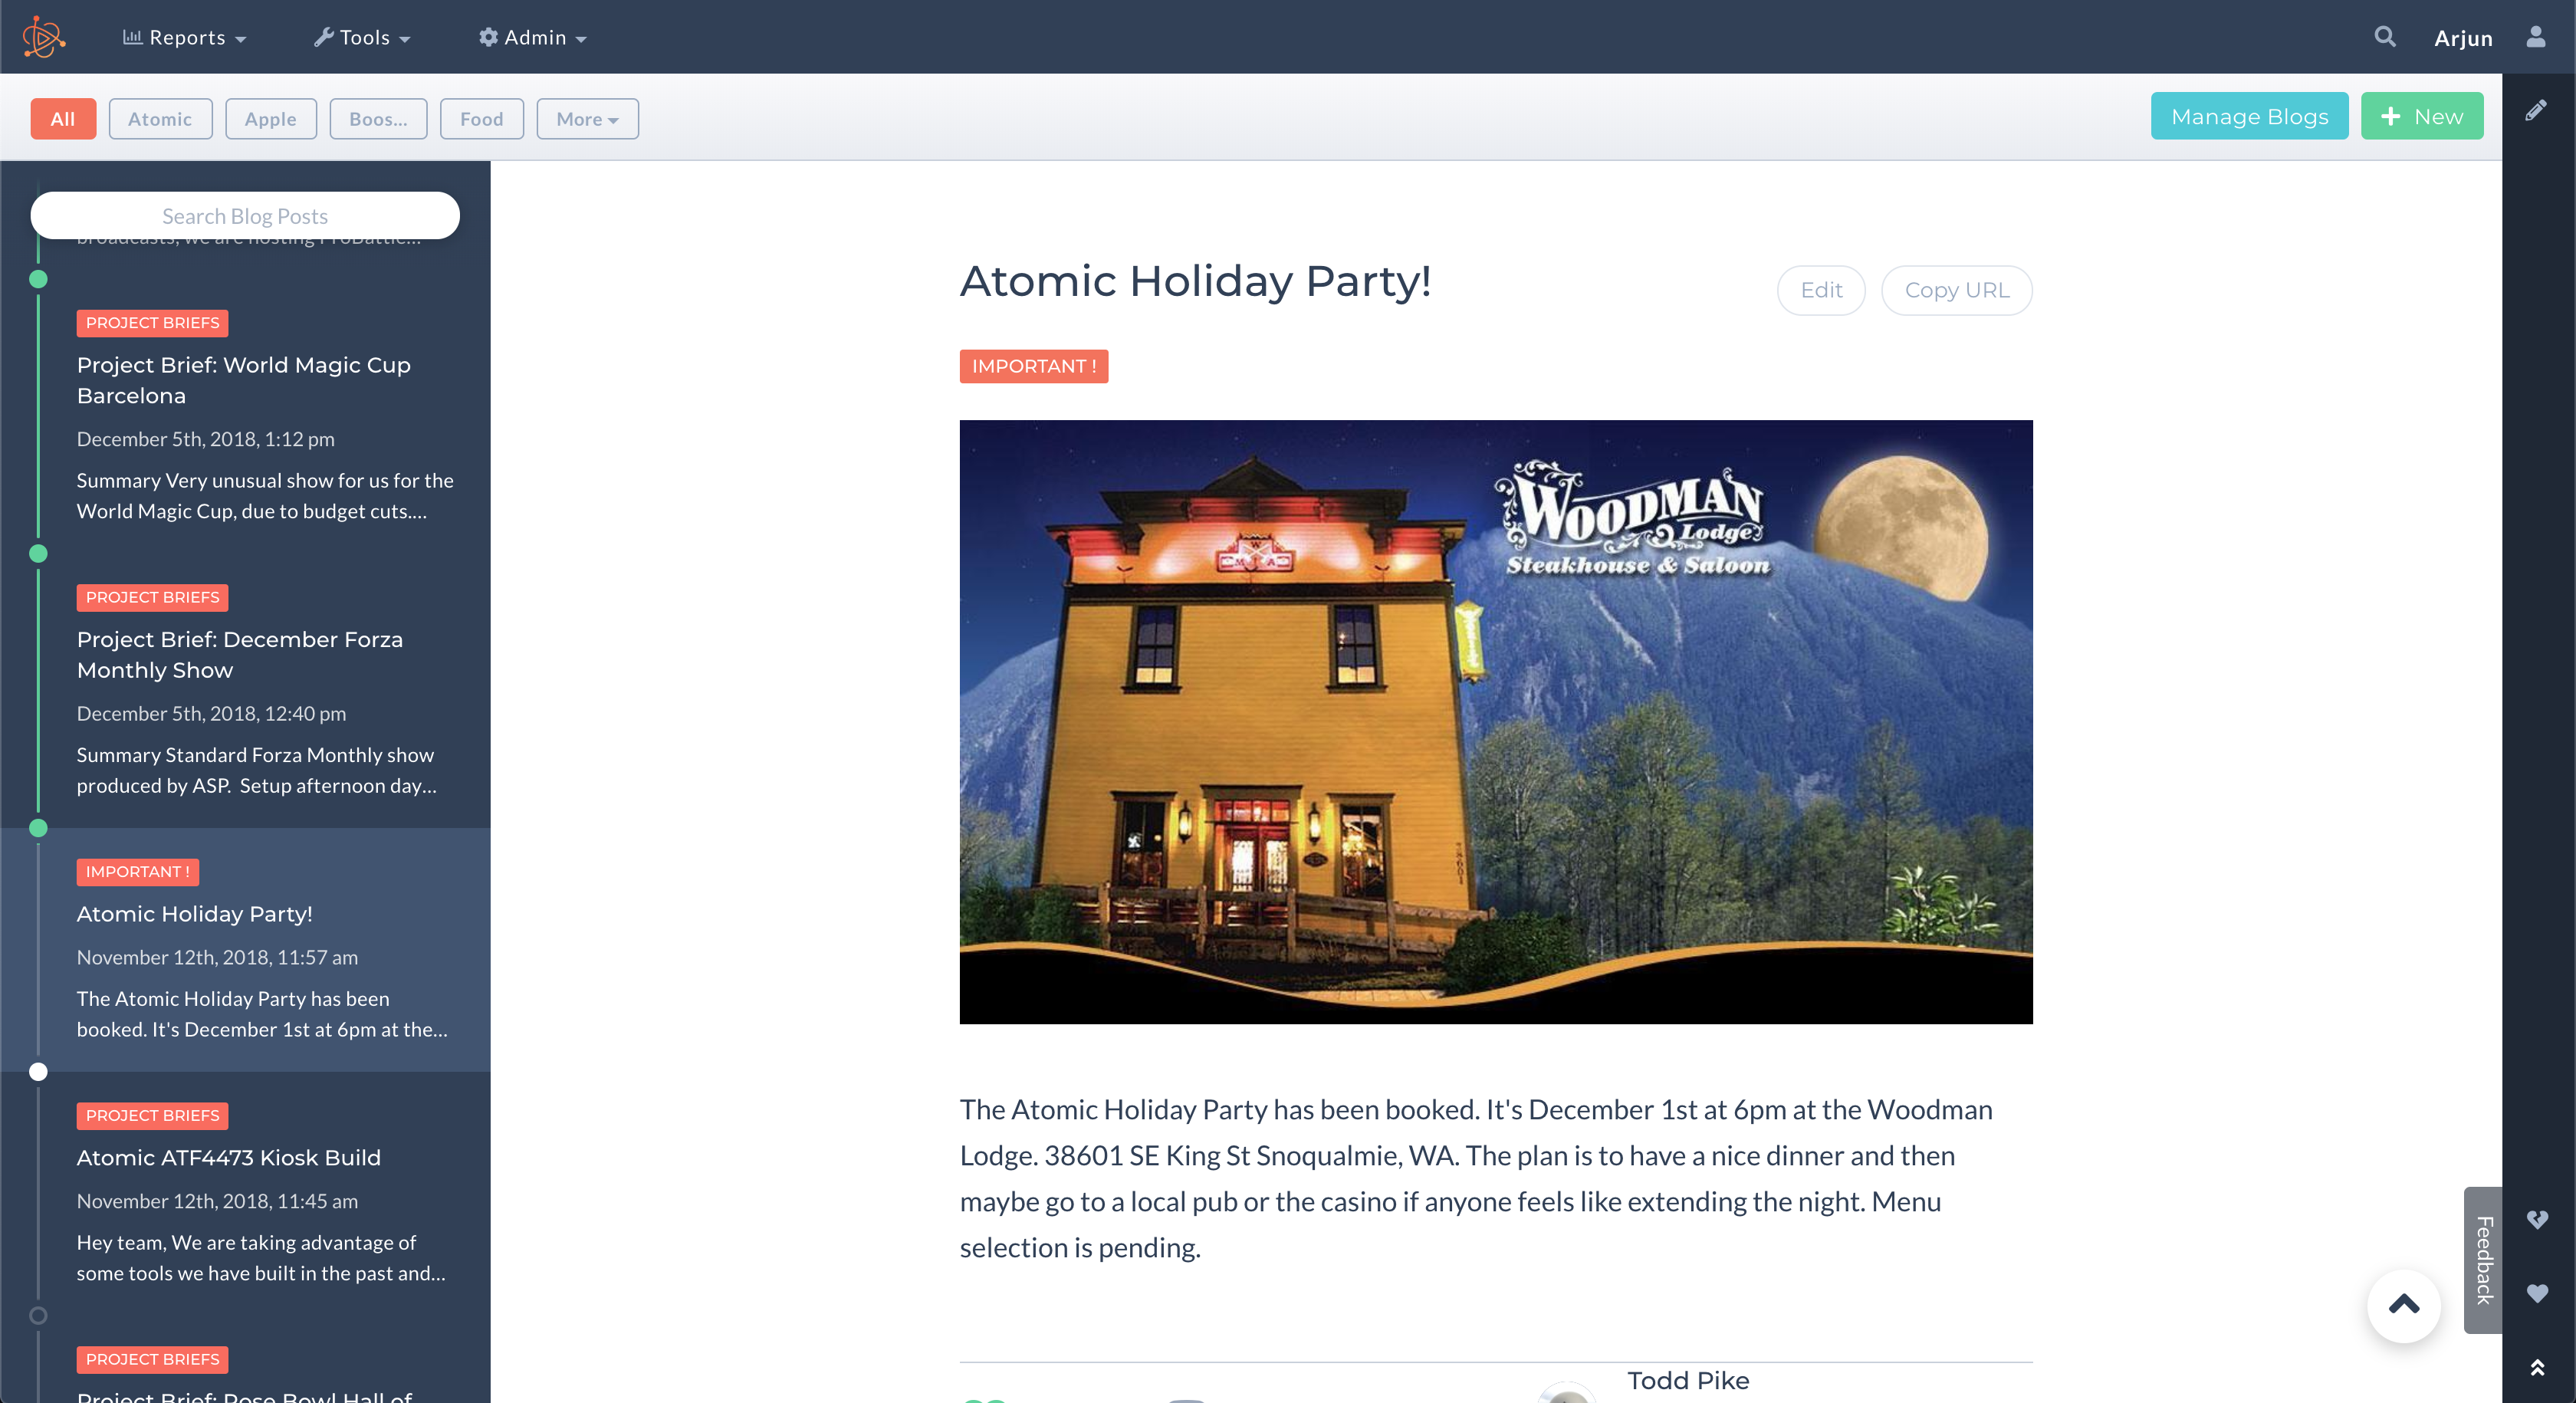 Reports
Tools
Admin
Arjun
All
Atomic
Apple
Boos...
Food
More
Manage Blogs
+ New
Search Blog Posts
broadcasts, we are hosting ProBattle...
PROJECT BRIEFS
Project Brief: World Magic Cup
Barcelona
December 5th, 2018, 1:12 pm
Summary Very unusual show for us for the
World Magic Cup, due to budget cuts....
PROJECT BRIEFS
Project Brief: December Forza
Monthly Show
December 5th, 2018, 12:40 pm
Summary Standard Forza Monthly show
produced by ASP.  Setup afternoon day...
IMPORTANT !
Atomic Holiday Party!
November 12th, 2018, 11:57 am
The Atomic Holiday Party has been
booked. It's December 1st at 6pm at the...
PROJECT BRIEFS
Atomic ATF4473 Kiosk Build
November 12th, 2018, 11:45 am
Hey team, We are taking advantage of
some tools we have built in the past and...
PROJECT BRIEFS
Project Brief: Rose Bowl Hall of
Atomic Holiday Party!
Edit
Copy URL
IMPORTANT !
WOODMAN
Lodge
Steakhouse & Saloon
38601
The Atomic Holiday Party has been booked. It's December 1st at 6pm at the Woodman
Lodge. 38601 SE King St Snoqualmie, WA. The plan is to have a nice dinner and then
maybe go to a local pub or the casino if anyone feels like extending the night. Menu
selection is pending.
Todd Pike
Feedback